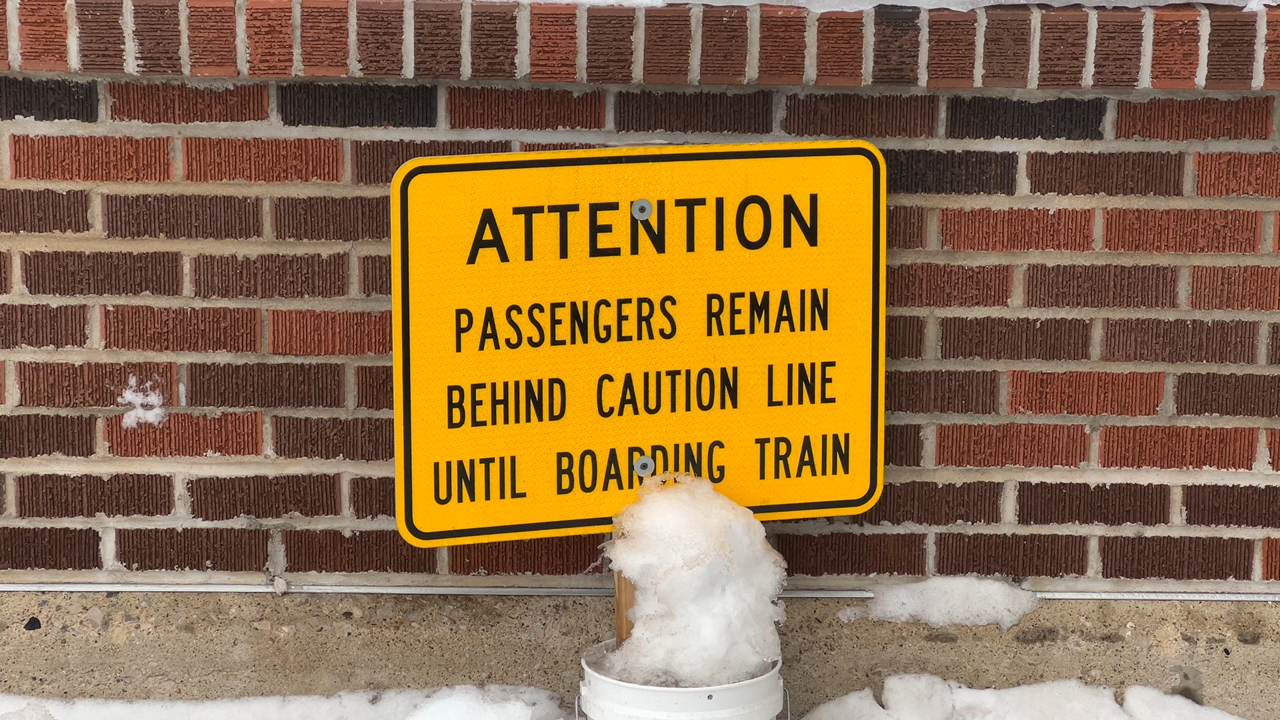 ATTENTION
PASSENGERS REMAIN
BEHIND CAUTION LINE
UNTIL BOARDING TRAIN